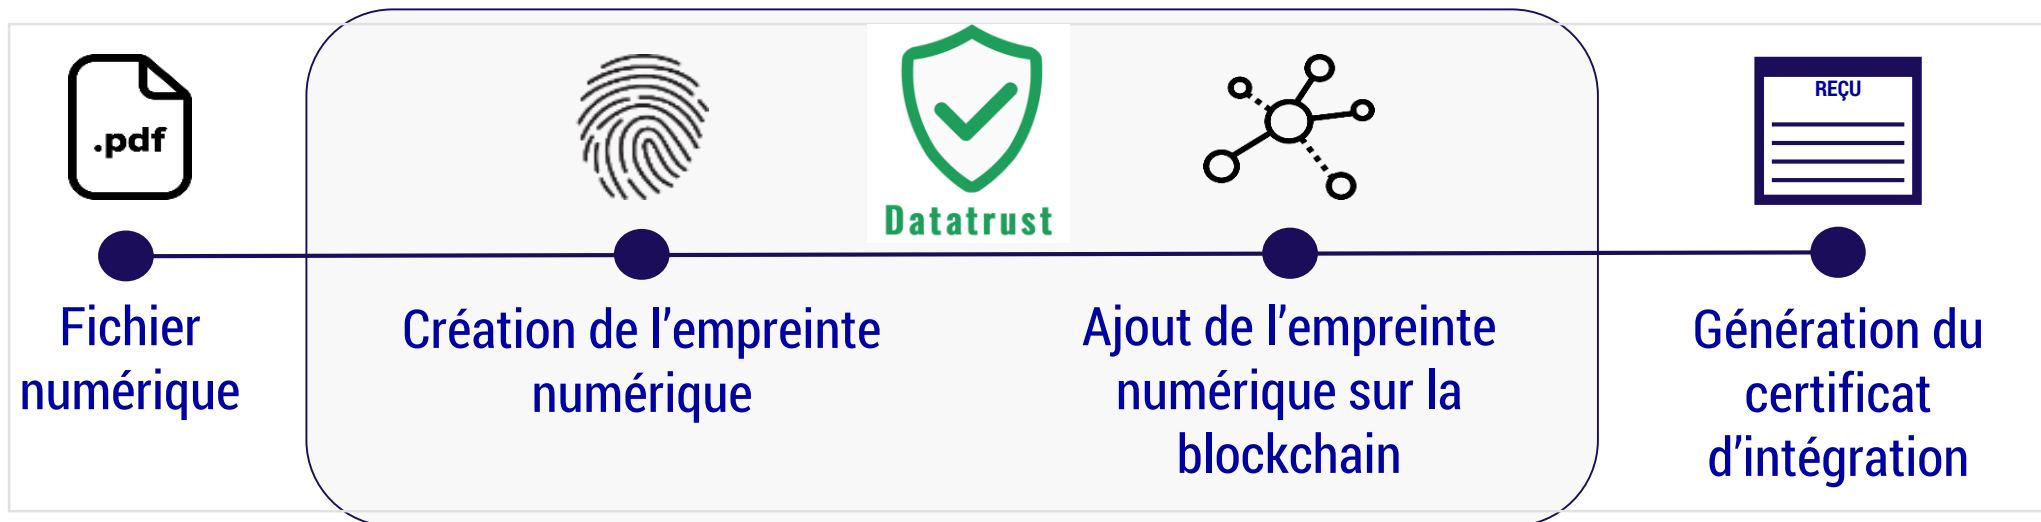 .pdf
Datatrust
REÇU
Fichier
numérique
Création de l’empreinte
numérique
Ajout de l’empreinte
numérique sur la
blockchain
Génération du
certificat
d’intégration